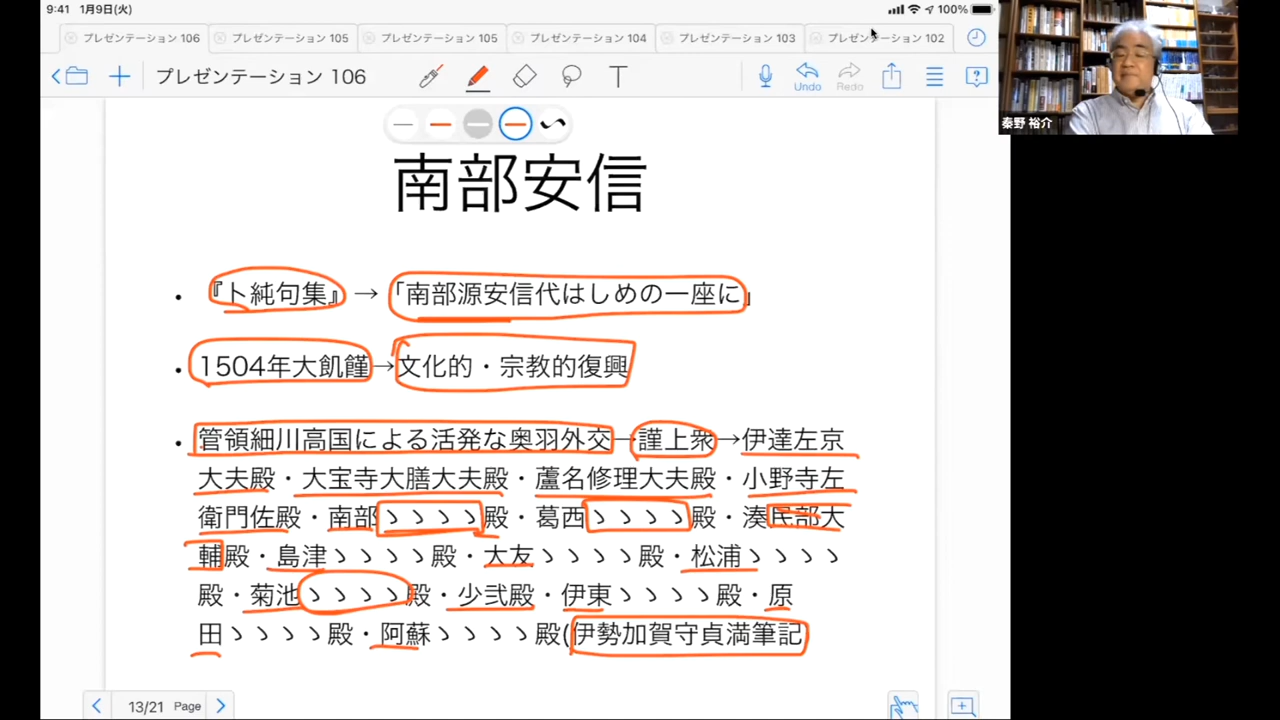 9:41 1月9日(火)
100%
プレゼンテーション 106
プレゼンテーション 105
プレゼンテーション 105
プレゼンテーション 104
プレゼンテーション 103
プレゼンテーション 102
プレゼンテーション 106
T
Undo
Redo
秦野 裕介
南部安信
• 『卜純句集』→「南部源安信代はしめの一座に」
• 1504年大飢饉→文化的・宗教的復興
• 管領細川高国による活発な奥羽外交→謹上衆→伊達左京
大夫殿・大宝寺大膳大夫殿・蘆名修理大夫殿・小野寺左
衛門佐殿・南部ゝゝゝゝ殿・葛西ゝゝゝゝ殿・湊民部大
輔殿・島津ゝゝゝゝ殿・大友ゝゝゝゝ殿・松浦ゝゝゝゝ
殿・菊池ゝゝゝゝ殿・少弐殿・伊東ゝゝゝゝ殿・原
田ゝゝゝゝ殿・阿蘇ゝゝゝゝ殿(伊勢加賀守貞満筆記
13/21 Page